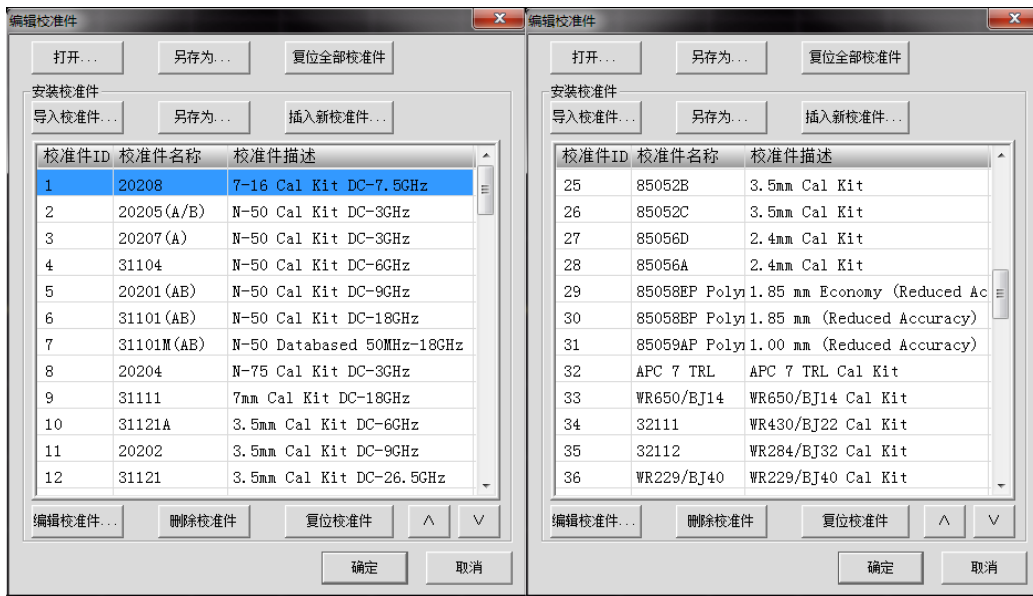 编辑校准件
打开...
另存为...
复位全部校准件
安装校准件
导入校准件...
另存为...
插入新校准件...
校准件ID 校准件名称 校准件描述
1 20208 7-16 Cal Kit DC-7.5GHz
2 20205(A/B) N-50 Cal Kit DC-3GHz
3 20207(A) N-50 Cal Kit DC-3GHz
4 31104 N-50 Cal Kit DC-6GHz
5 20201(AB) N-50 Cal Kit DC-9GHz
6 31101(AB) N-50 Cal Kit DC-18GHz
7 31101M(AB) N-50 Databased 50MHz-18GHz
8 20204 N-75 Cal Kit DC-3GHz
9 31111 7mm Cal Kit DC-18GHz
10 31121A 3.5mm Cal Kit DC-6GHz
11 20202 3.5mm Cal Kit DC-9GHz
12 31121 3.5mm Cal Kit DC-26.5GHz
编辑校准件...
删除校准件
复位校准件
∧
∨
确定
取消
编辑校准件
打开...
另存为...
复位全部校准件
安装校准件
导入校准件...
另存为...
插入新校准件...
校准件ID 校准件名称 校准件描述
25 85052B 3.5mm Cal Kit
26 85052C 3.5mm Cal Kit
27 85056D 2.4mm Cal Kit
28 85056A 2.4mm Cal Kit
29 85058EP Poly 1.85 mm Economy (Reduced Ac
30 85058BP Poly 1.85 mm (Reduced Accuracy)
31 85059AP Poly 1.00 mm (Reduced Accuracy)
32 APC 7 TRL APC 7 TRL Cal Kit
33 WR650/BJ14 WR650/BJ14 Cal Kit
34 32111 WR430/BJ22 Cal Kit
35 32112 WR284/BJ32 Cal Kit
36 WR229/BJ40 WR229/BJ40 Cal Kit
编辑校准件...
删除校准件
复位校准件
∧
∨
确定
取消